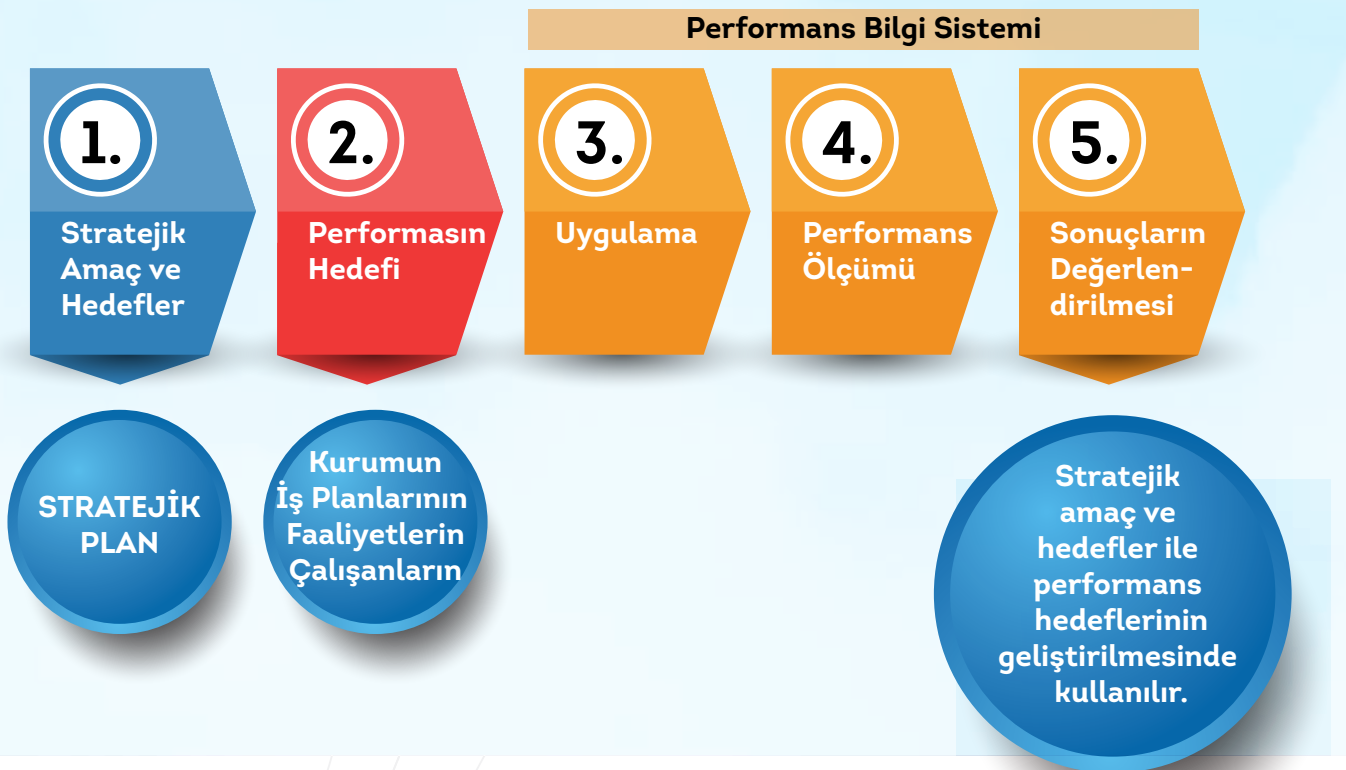 Performans Bilgi Sistemi
1.
Stratejik
Amaç ve
Hedefler
2.
Performasın
Hedefi
3.
Uygulama
4.
Performans
Ölçümü
5.
Sonuçların
Değerlen-
dirilmesi
STRATEJİK
PLAN
Kurumun
İş Planlarının
Faaliyetlerin
Çalışanların
Stratejik
amaç ve
hedefler ile
performans
hedeflerinin
geliştirilmesinde
kullanılır.